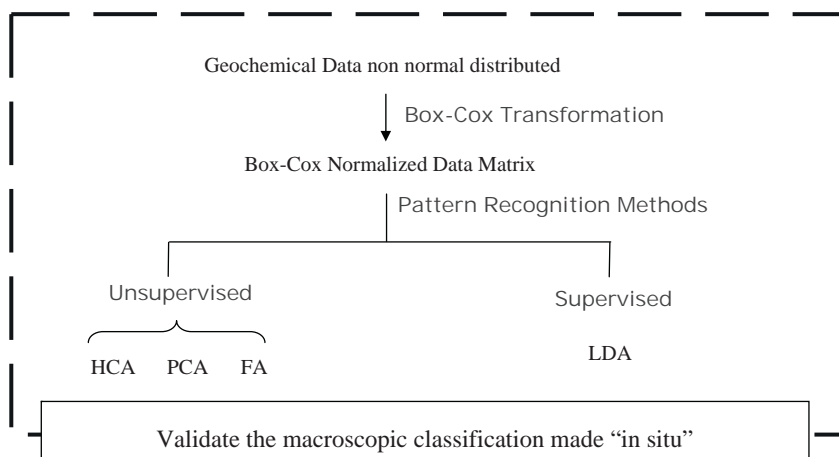 Geochemical Data non normal distributed
Box-Cox Transformation
Box-Cox Normalized Data Matrix
Pattern Recognition Methods
Unsupervised
Supervised
HCA PCA FA
LDA
Validate the macroscopic classification made “in situ”